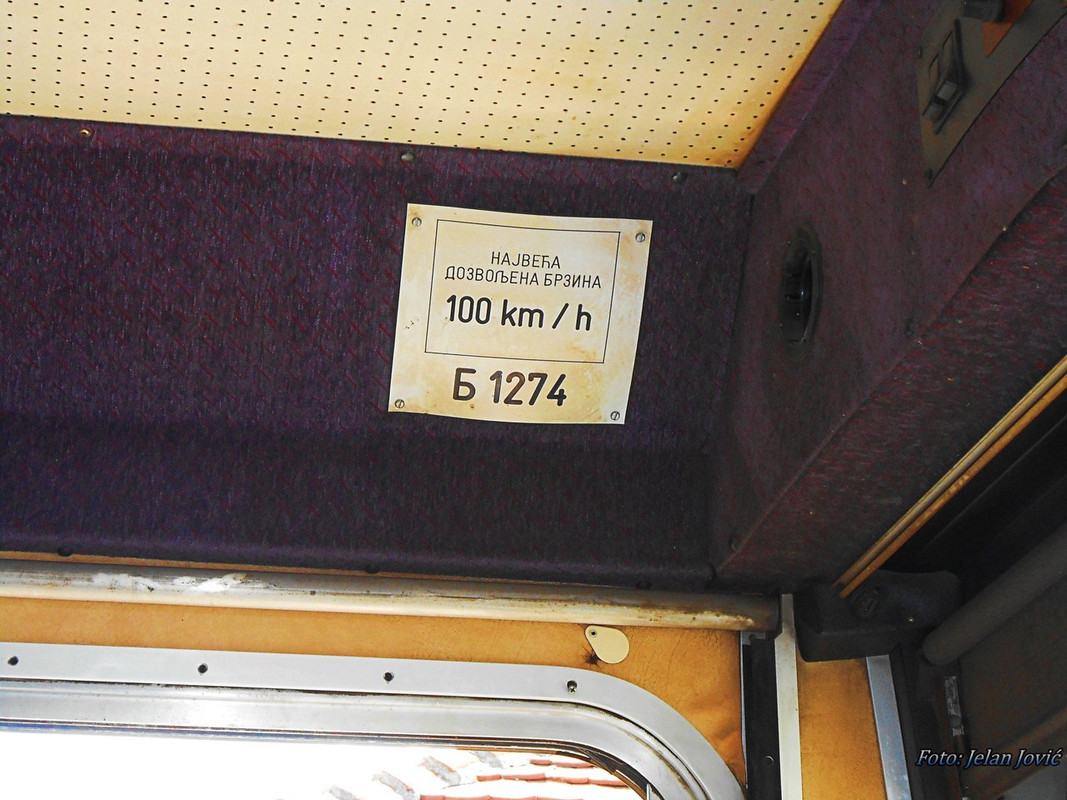 НАЈВЕЋА
ДОЗВОЉЕНА БРЗИНА
100 km / h
Б 1274
Foto: Jelan Jović